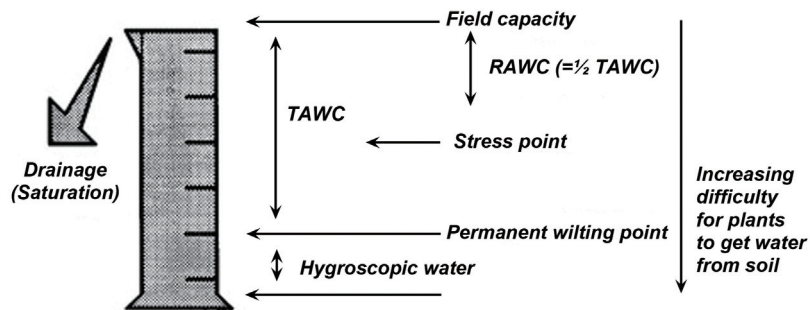 Field capacity
RAWC (=½ TAWC)
TAWC
Stress point
Drainage
(Saturation)
Increasing
difficulty
for plants
to get water
from soil
Permanent wilting point
Hygroscopic water